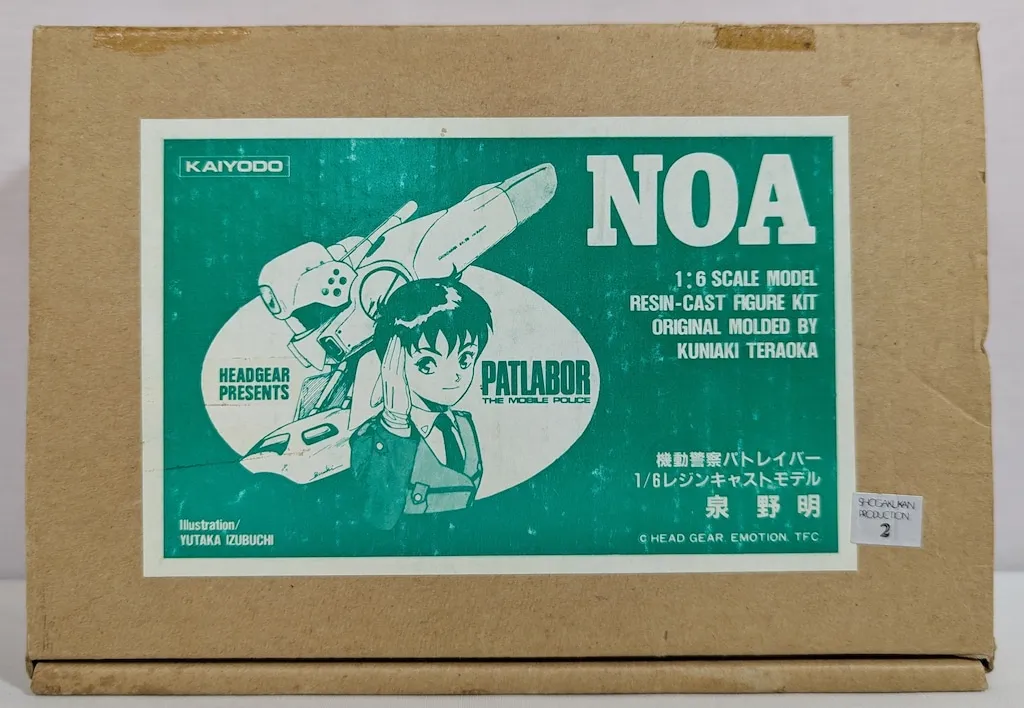 KAIYODO
NOA
1:6 SCALE MODEL
RESIN-CAST FIGURE KIT
ORIGINAL MOLDED BY
KUNIAKI TERAOKA
HEADGEAR
PRESENTS
PATLABOR
THE MOBILE POLICE
機動警察パトレイバー
1/6レジンキャストモデル
泉 野 明
Illustration/
YUTAKA IZUBUCHI
© HEAD GEAR. EMOTION. TFC
SHOGAKUKAN
PRODUCTION
2